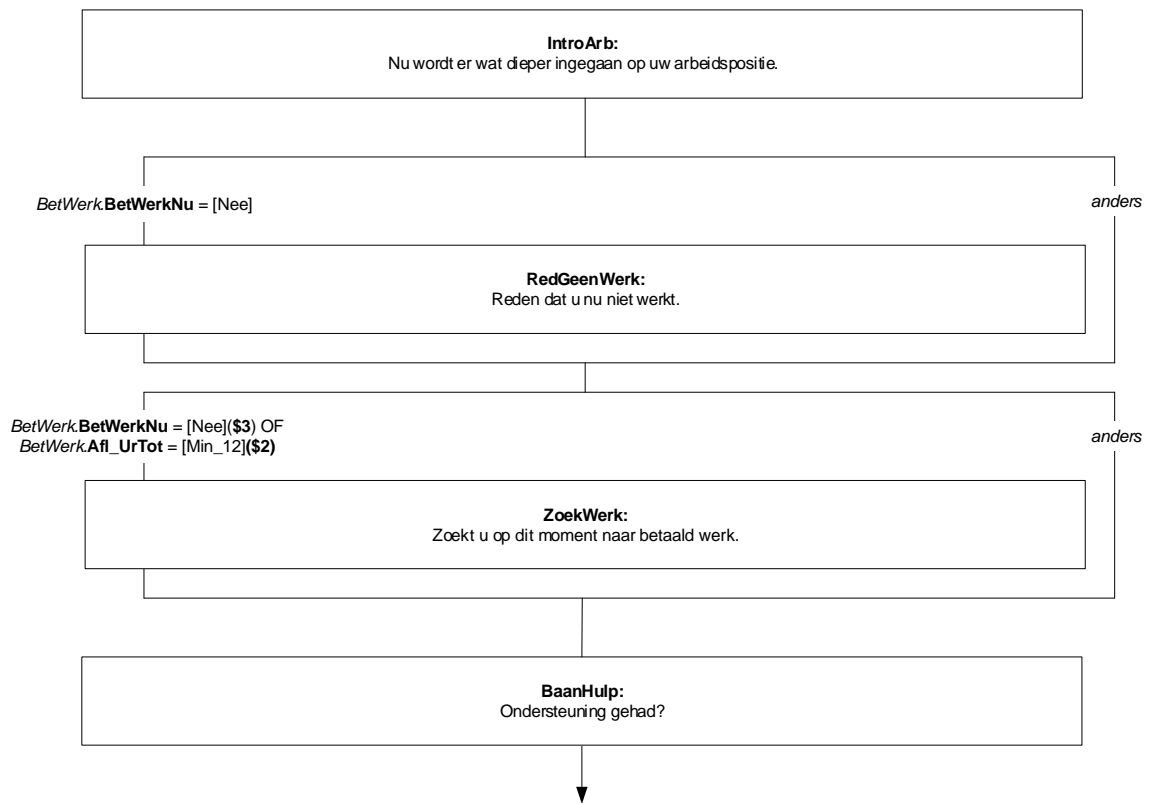 IntroArb:
Nu wordt er wat dieper ingegaan op uw arbeidspositie.
BetWerk.BetWerkNu = [Nee]
anders
RedGeenWerk:
Reden dat u nu niet werkt.
BetWerk.BetWerkNu = [Nee]($3) OF
BetWerk.Afl_UrTot = [Min_12]($2)
anders
ZoekWerk:
Zoekt u op dit moment naar betaald werk.
BaanHulp:
Ondersteuning gehad?